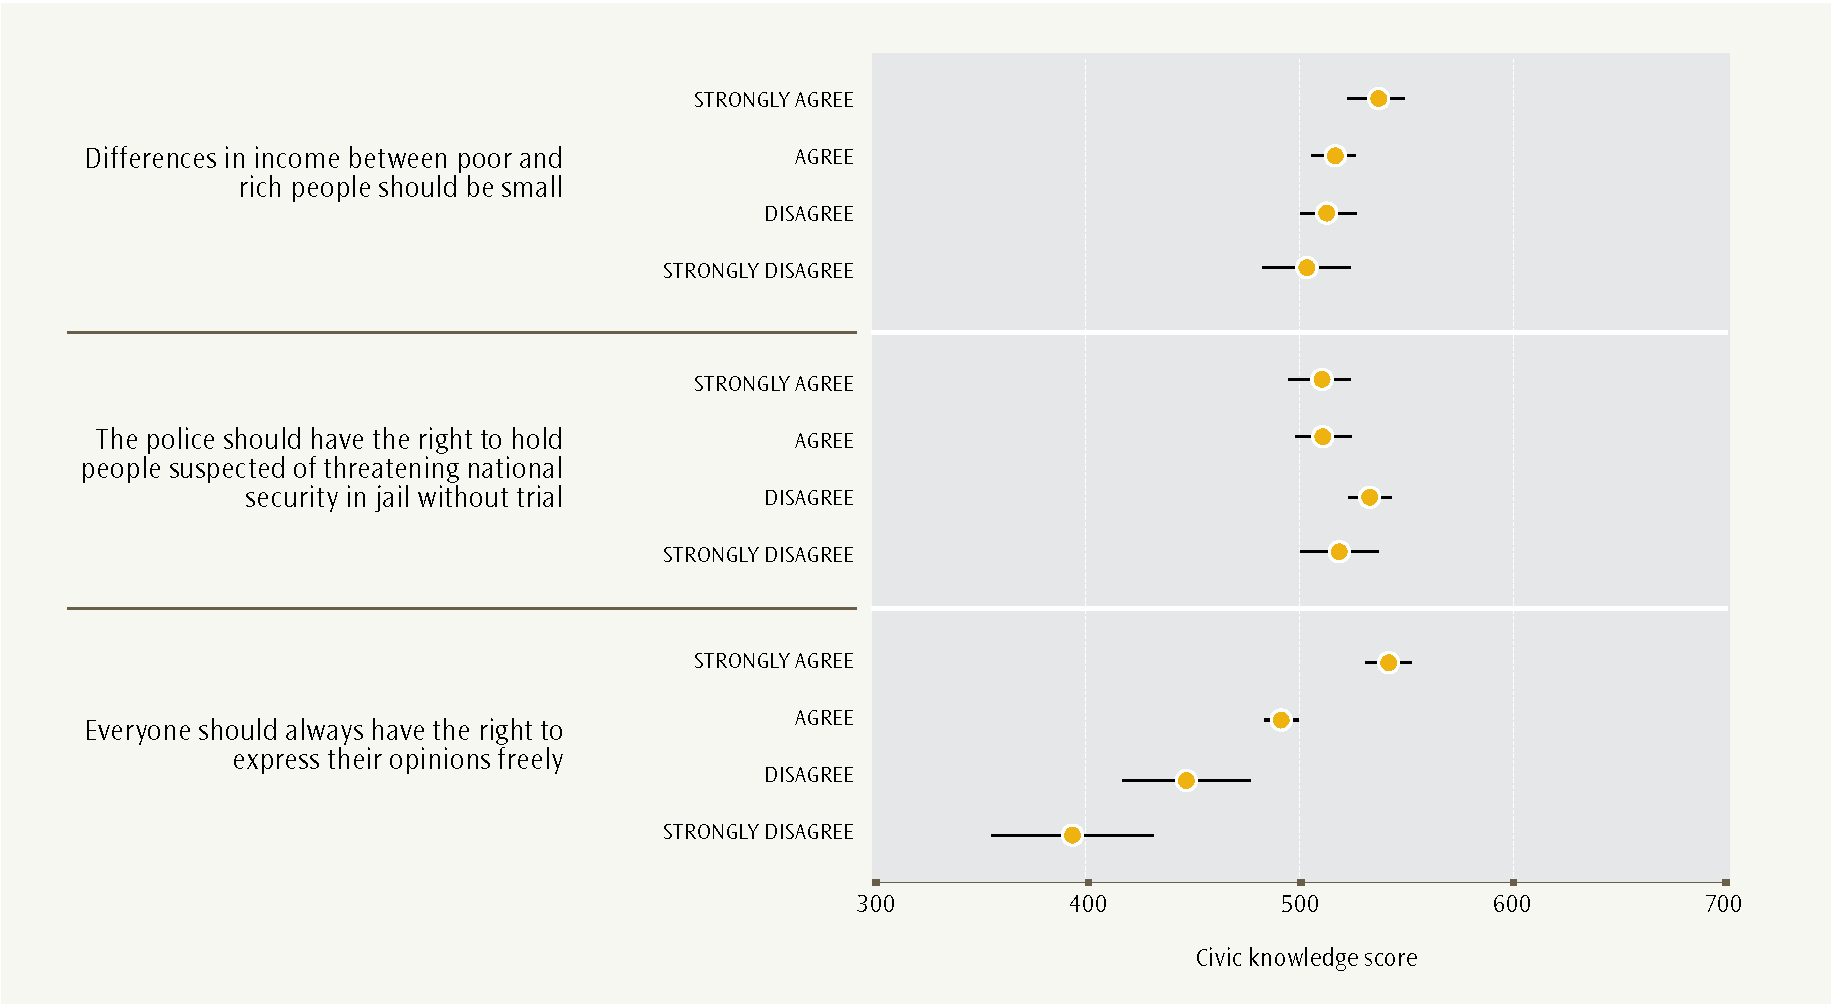 STRONGLY AGREE
AGREE
Differences in income between poor and
rich people should be small
DISAGREE
STRONGLY DISAGREE
STRONGLY AGREE
AGREE
The police should have the right to hold
people suspected of threatening national
security in jail without trial
DISAGREE
STRONGLY DISAGREE
STRONGLY AGREE
AGREE
Everyone should always have the right to
express their opinions freely
DISAGREE
STRONGLY DISAGREE
300 400 500 600 700
Civic knowledge score